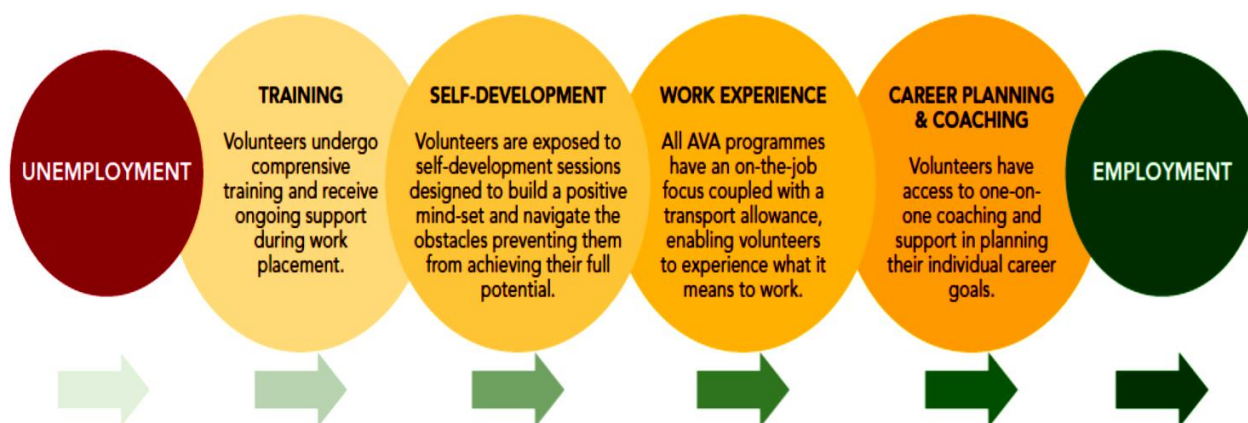 UNEMPLOYMENT
TRAINING
Volunteers undergo
comprensive
training and receive
ongoing support
during work
placement.
SELF-DEVELOPMENT
Volunteers are exposed to
self-development sessions
designed to build a positive
mind-set and navigate the
obstacles preventing them
from achieving their full
potential.
WORK EXPERIENCE
All AVA programmes
have an on-the-job
focus coupled with a
transport allowance,
enabling volunteers
to experience what it
means to work.
CAREER PLANNING
& COACHING
Volunteers have
access to one-on-
one coaching and
support in planning
their individual career
goals.
EMPLOYMENT